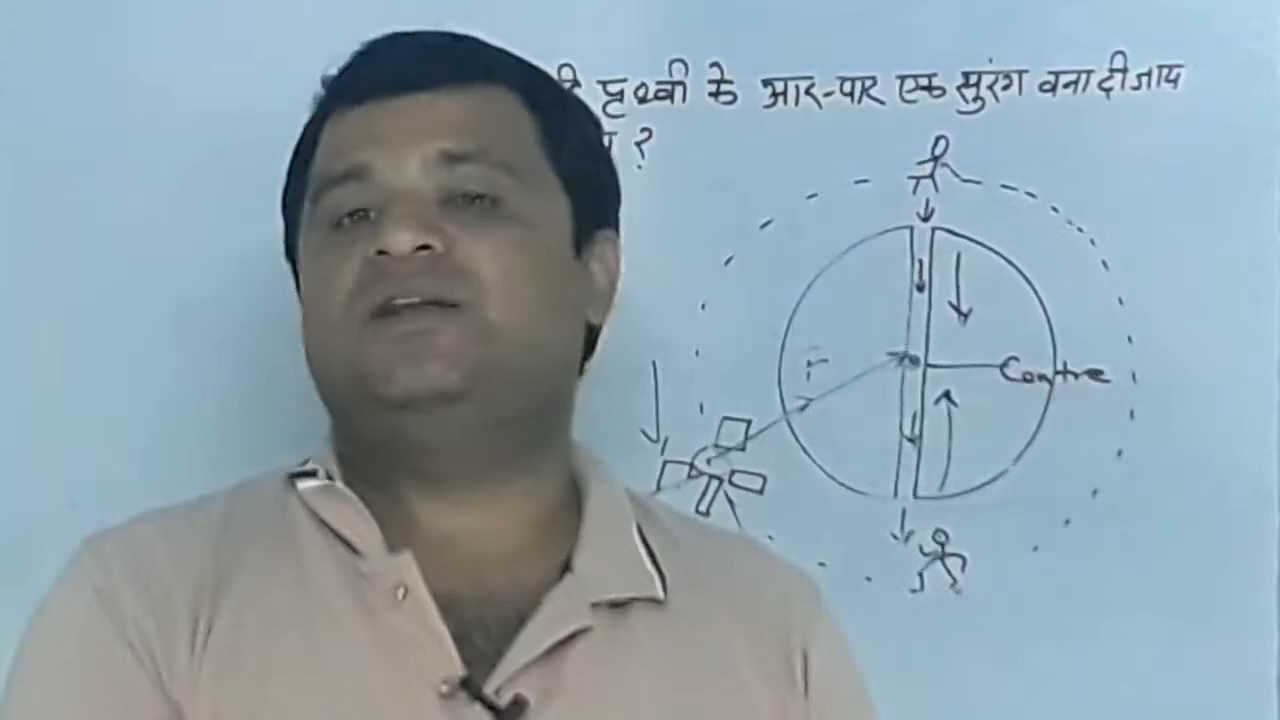 पृथ्वी के आर-पार एक सुरंग बना दी जाय
?
r
Centre